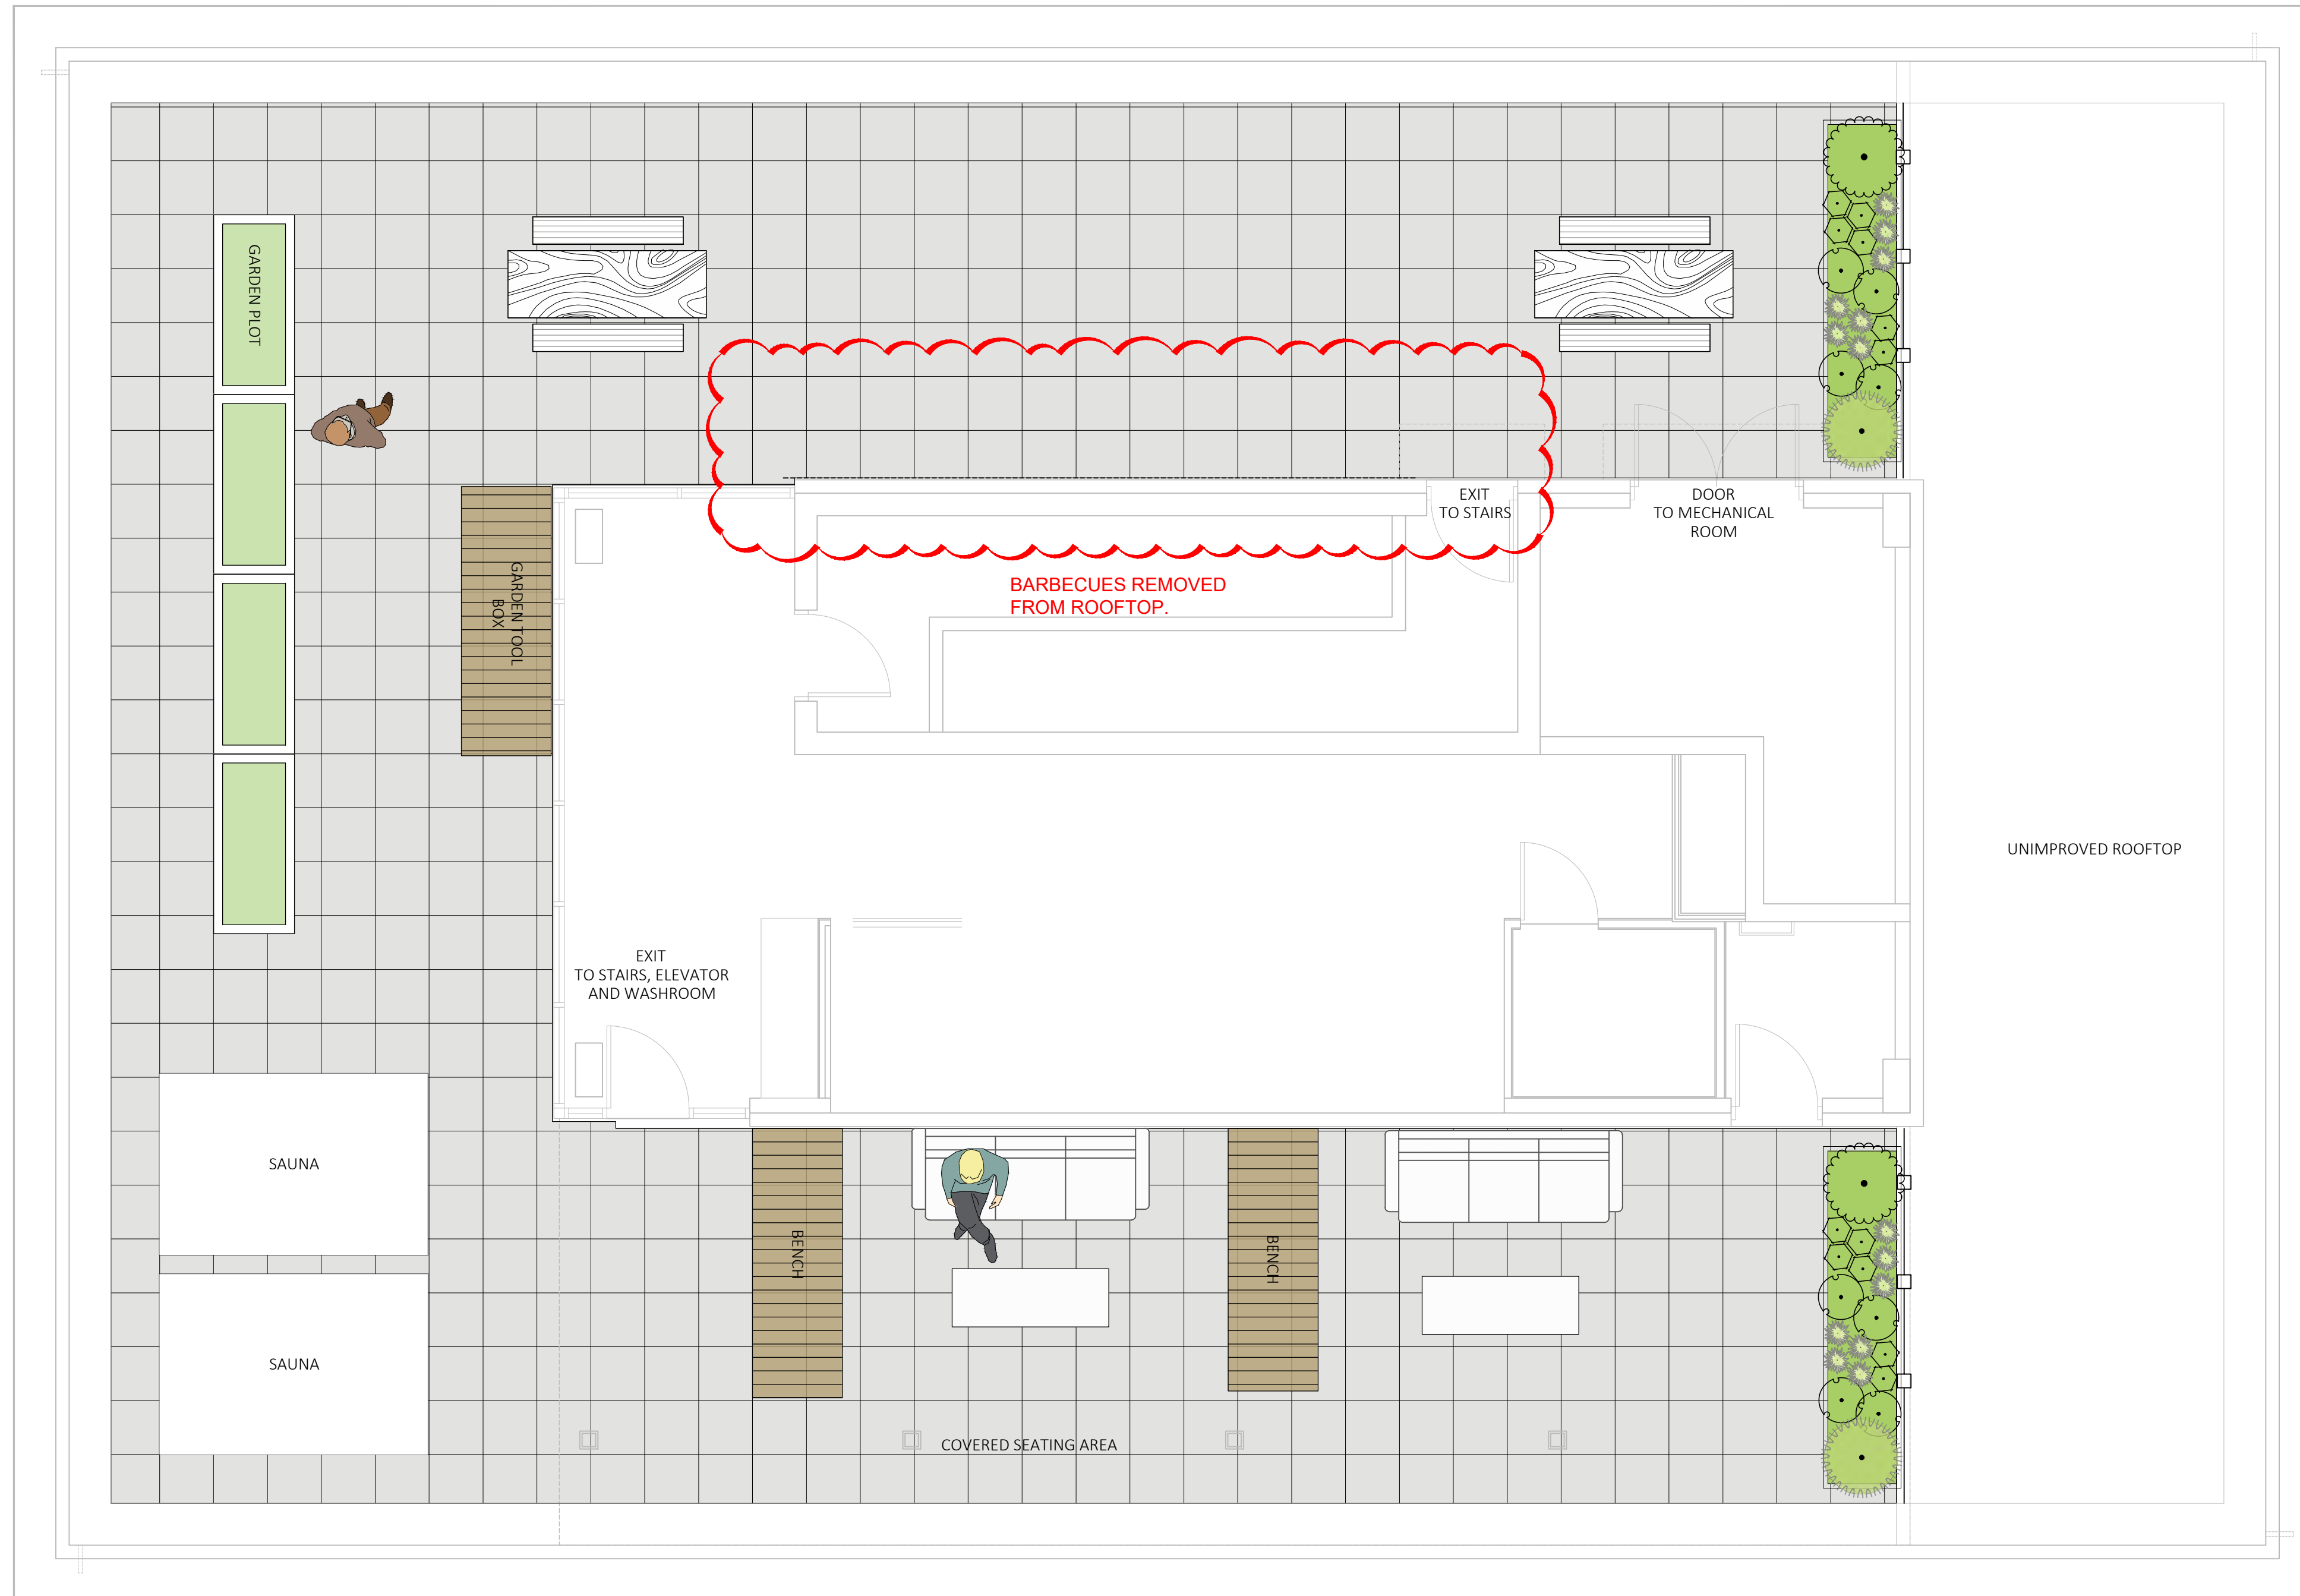 GARDEN PLOT
EXIT
TO STAIRS
DOOR
TO MECHANICAL
ROOM
GARDEN TOOL
BOX
BARBECUES REMOVED
FROM ROOFTOP.
UNIMPROVED ROOFTOP
EXIT
TO STAIRS, ELEVATOR
AND WASHROOM
SAUNA
BENCH
BENCH
SAUNA
COVERED SEATING AREA